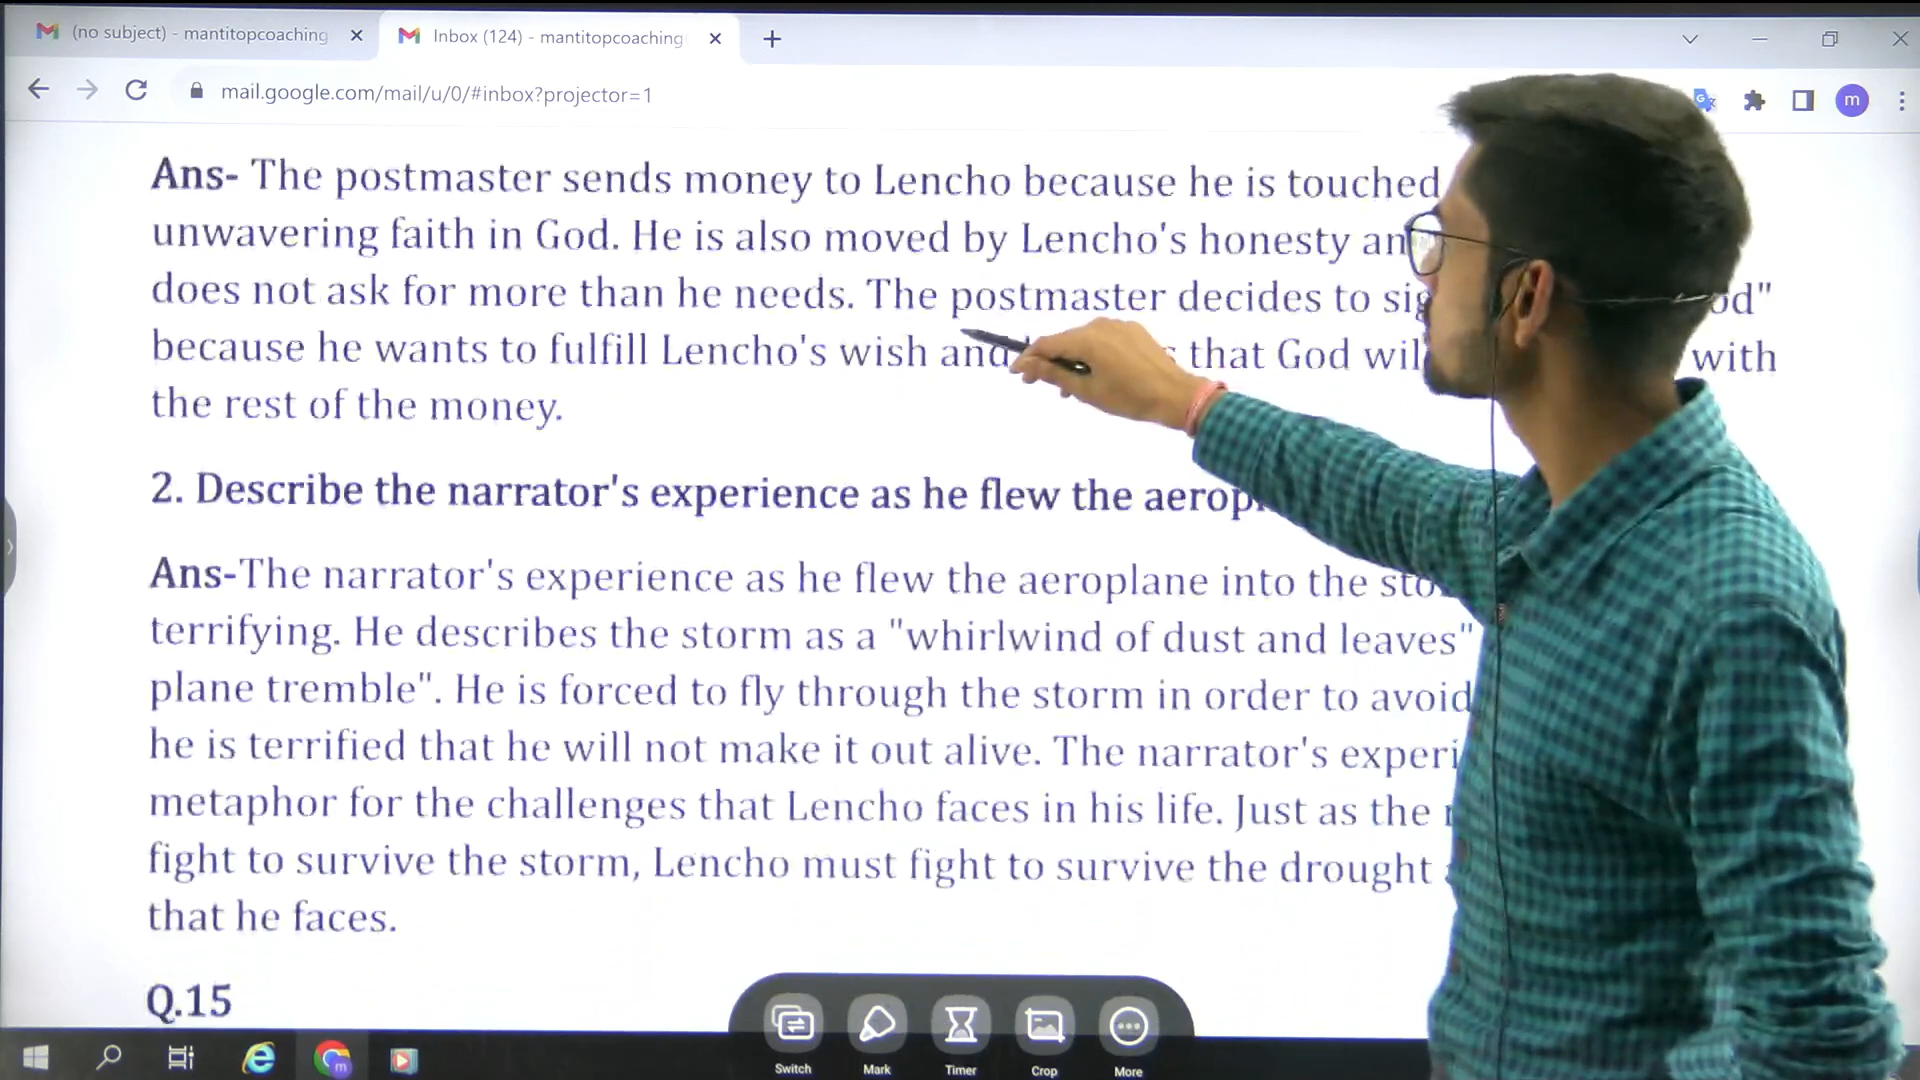 (no subject) - mantitopcoaching
Inbox (124) - mantitopcoaching
mail.google.com/mail/u/0/#inbox?projector=1
m
Ans- The postmaster sends money to Lencho because he is touched
unwavering faith in God. He is also moved by Lencho's honesty
does not ask for more than he needs. The postmaster decides to
because he wants to fulfill Lencho's wish and that God with
the rest of the money.
2. Describe the narrator's experience as he flew the
Ans-The narrator's experience as he flew the aeroplane into the
terrifying. He describes the storm as a "whirlwind of dust and leaves"
plane tremble". He is forced to fly through the storm in order to avoid
he is terrified that he will not make it out alive. The narrator's
metaphor for the challenges that Lencho faces in his life. Just as the
fight to survive the storm, Lencho must fight to survive the drought
that he faces.
Q.15
Switch
Mark
Timer
Crop
More